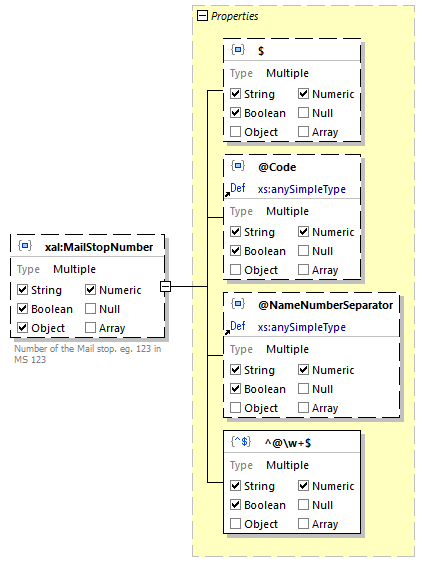 Properties
$
Type Multiple
String Numeric
Boolean Null
Object Array
@Code
Def xs:anySimpleType
Type Multiple
String Numeric
Boolean Null
Object Array
xal:MailStopNumber
Type Multiple
String Numeric
Boolean Null
Object Array
Number of the Mail stop. eg. 123 in
MS 123
@NameNumberSeparator
Def xs:anySimpleType
Type Multiple
String Numeric
Boolean Null
Object Array
^$ ^@\w+$
Type Multiple
String Numeric
Boolean Null
Object Array